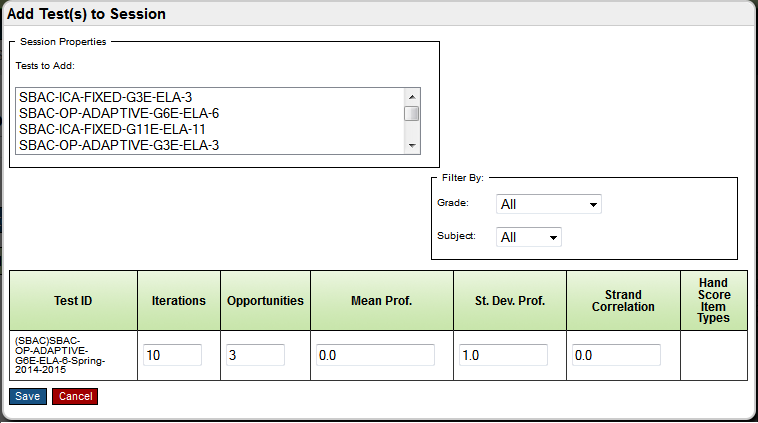 Add Test(s) to Session
Session Properties
Tests to Add:
SBAC-ICA-FIXED-G3E-ELA-3
SBAC-OP-ADAPTIVE-G6E-ELA-6
SBAC-ICA-FIXED-G11E-ELA-11
SBAC-OP-ADAPTIVE-G3E-ELA-3
Filter By:
Grade: All
Subject: All
Test ID Iterations Opportunities Mean Prof. St. Dev. Prof. Strand
Correlation
Hand
Score
Item
Types
(SBAC)SBAC-
OP-ADAPTIVE-
G6E-ELA-6-Spring-
2014-2015
10 3 0.0 1.0 0.0
Save Cancel